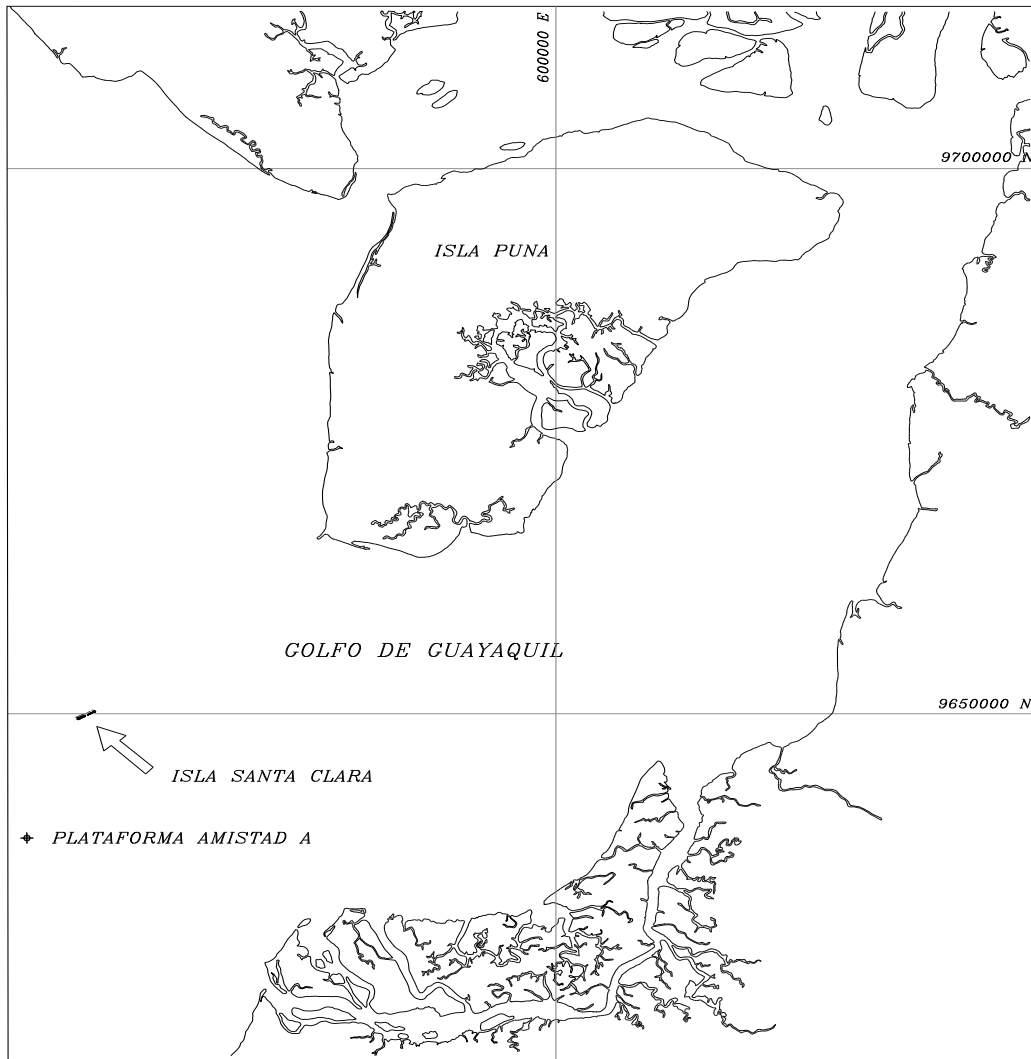 600000 E
9700000 N
ISLA PUNA
GOLFO DE GUAYAQUIL
9650000 N
ISLA SANTA CLARA
PLATAFORMA AMISTAD A